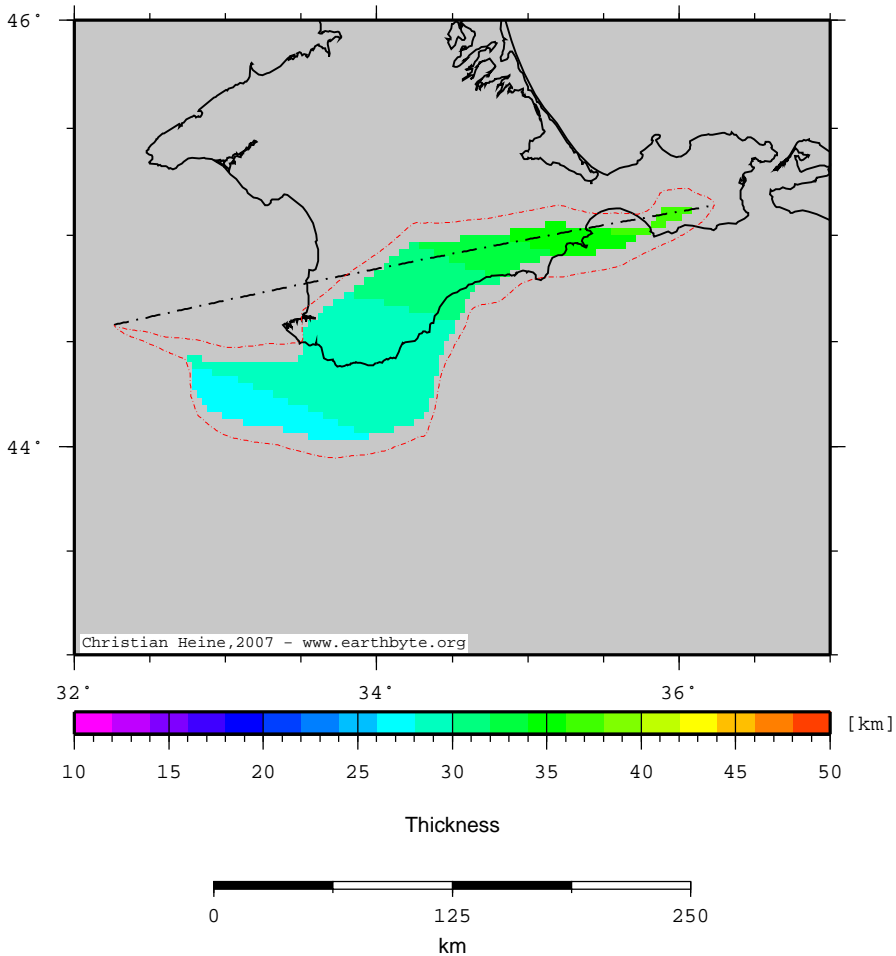 46°
44°
Christian Heine,2007 - www.earthbyte.org
32° 34° 36°
[km]
10 15 20 25 30 35 40 45 50
Thickness
0 125 250
km